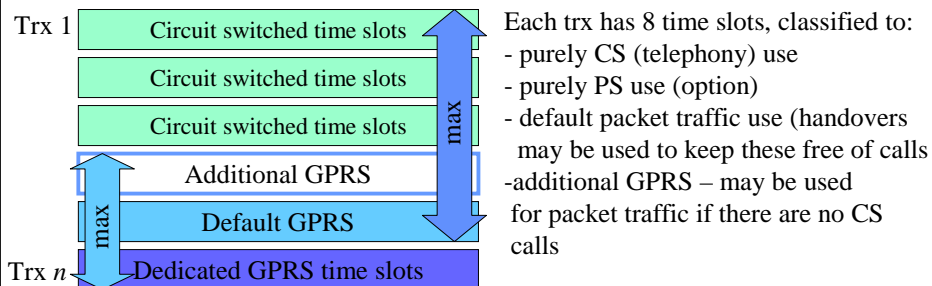 Trx 1
Circuit switched time slots
Circuit switched time slots
Circuit switched time slots
Additional GPRS
Default GPRS
Trx n
Dedicated GPRS time slots
max
max
Each trx has 8 time slots, classified to:
- purely CS (telephony) use
- purely PS use (option)
- default packet traffic use (handovers
may be used to keep these free of calls
-additional GPRS – may be used
for packet traffic if there are no CS
calls